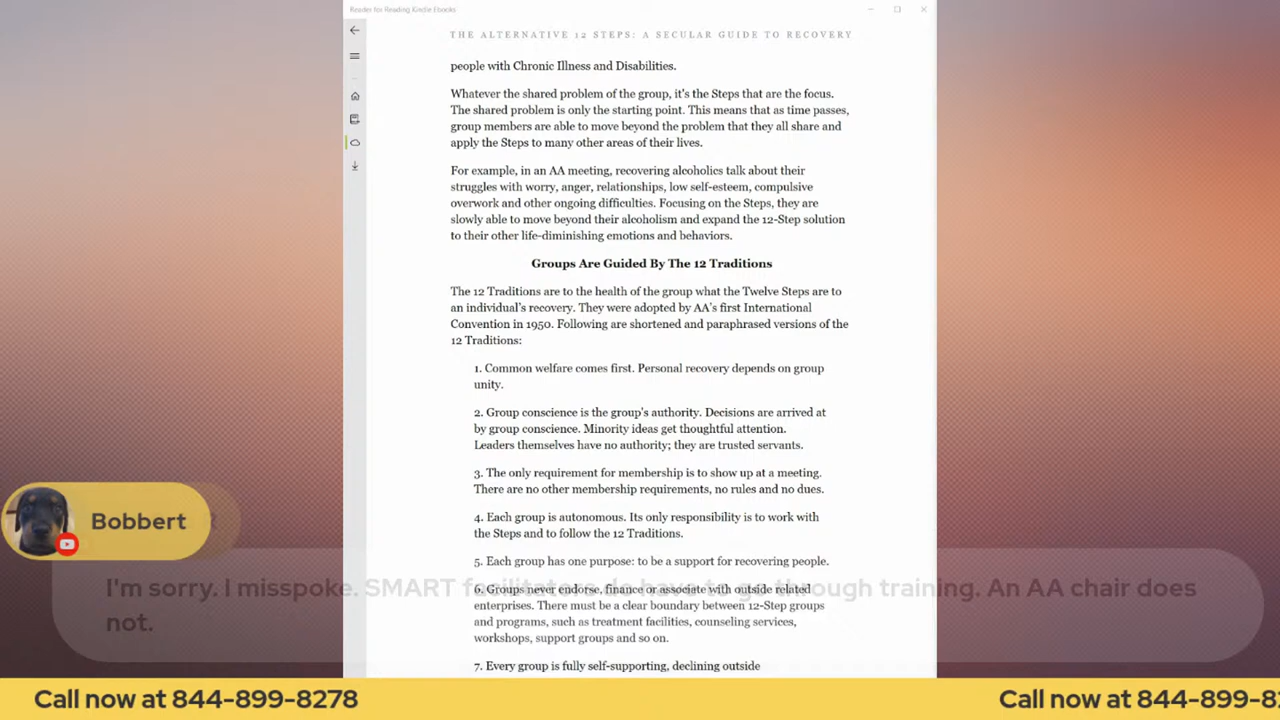 Reader for Reading Kindle Ebooks
THE ALTERNATIVE 12 STEPS: A SECULAR GUIDE TO RECOVERY
people with Chronic Illness and Disabilities.
Whatever the shared problem of the group, it's the Steps that are the focus.
The shared problem is only the starting point. This means that as time passes,
group members are able to move beyond the problem that they all share and
apply the Steps to many other areas of their lives.
For example, in an AA meeting, recovering alcoholics talk about their
struggles with worry, anger, relationships, low self-esteem, compulsive
overwork and other ongoing difficulties. Focusing on the Steps, they are
slowly able to move beyond their alcoholism and expand the 12-Step solution
to their other life-diminishing emotions and behaviors.
Groups Are Guided By The 12 Traditions
The 12 Traditions are to the health of the group what the Twelve Steps are to
an individual's recovery. They were adopted by AA's first International
Convention in 1950. Following are shortened and paraphrased versions of the
12 Traditions:
1. Common welfare comes first. Personal recovery depends on group
unity.
2. Group conscience is the group's authority. Decisions are arrived at
by group conscience. Minority ideas get thoughtful attention.
Leaders themselves have no authority; they are trusted servants.
3. The only requirement for membership is to show up at a meeting.
There are no other membership requirements, no rules and no dues.
4. Each group is autonomous. Its only responsibility is to work with
the Steps and to follow the 12 Traditions.
5. Each group has one purpose: to be a support for recovering people.
6. Groups never endorse, finance or associate with outside related
enterprises. There must be a clear boundary between 12-Step groups
and programs, such as treatment facilities, counseling services,
workshops, support groups and so on.
7. Every group is fully self-supporting, declining outside
Bobbert
I'm sorry. I misspoke. SMART facilitators do have to go through training. An AA chair does
not.
Call now at 844-899-8278
Call now at 844-899-82